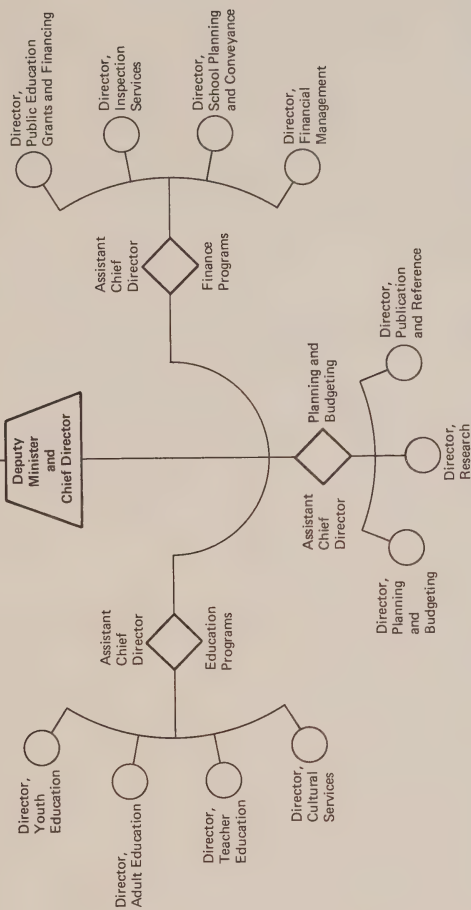 Deputy
Minister
and
Chief Director
Assistant
Chief
Director
Education
Programs
Director,
Youth
Education
Director,
Adult Education
Director,
Teacher
Education
Director,
Cultural
Services
Assistant
Chief
Director
Planning and
Budgeting
Director,
Planning
and
Budgeting
Director,
Research
Director,
Publication
and Reference
Assistant
Chief
Director
Finance
Programs
Director,
Public Education
Grants and Financing
Director,
Inspection
Services
Director,
School Planning
and Conveyance
Director,
Financial
Management